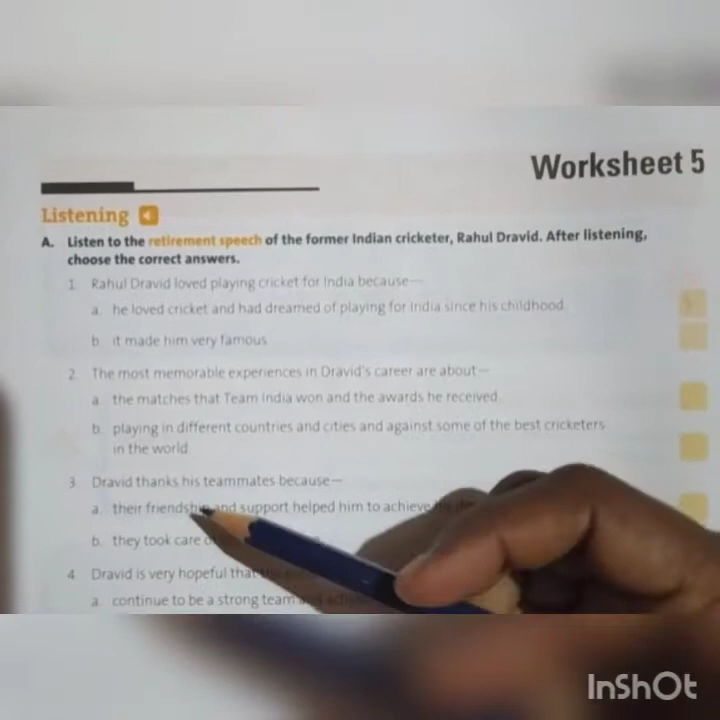 Worksheet 5
Listening
A. Listen to the retirement speech of the former Indian cricketer, Rahul Dravid. After listening,
choose the correct answers.
1. Rahul Dravid loved playing cricket for India because—
a. he loved cricket and had dreamed of playing for India since his childhood.
b. it made him very famous.
2. The most memorable experiences in Dravid's career are about—
a. the matches that Team India won and the awards he received.
b. playing in different countries and cities and against some of the best cricketers
in the world.
3. Dravid thanks his teammates because—
a. their friendship and support helped him to achieve
b. they took care
4. Dravid is very hopeful that
a. continue to be a strong team
InShOt